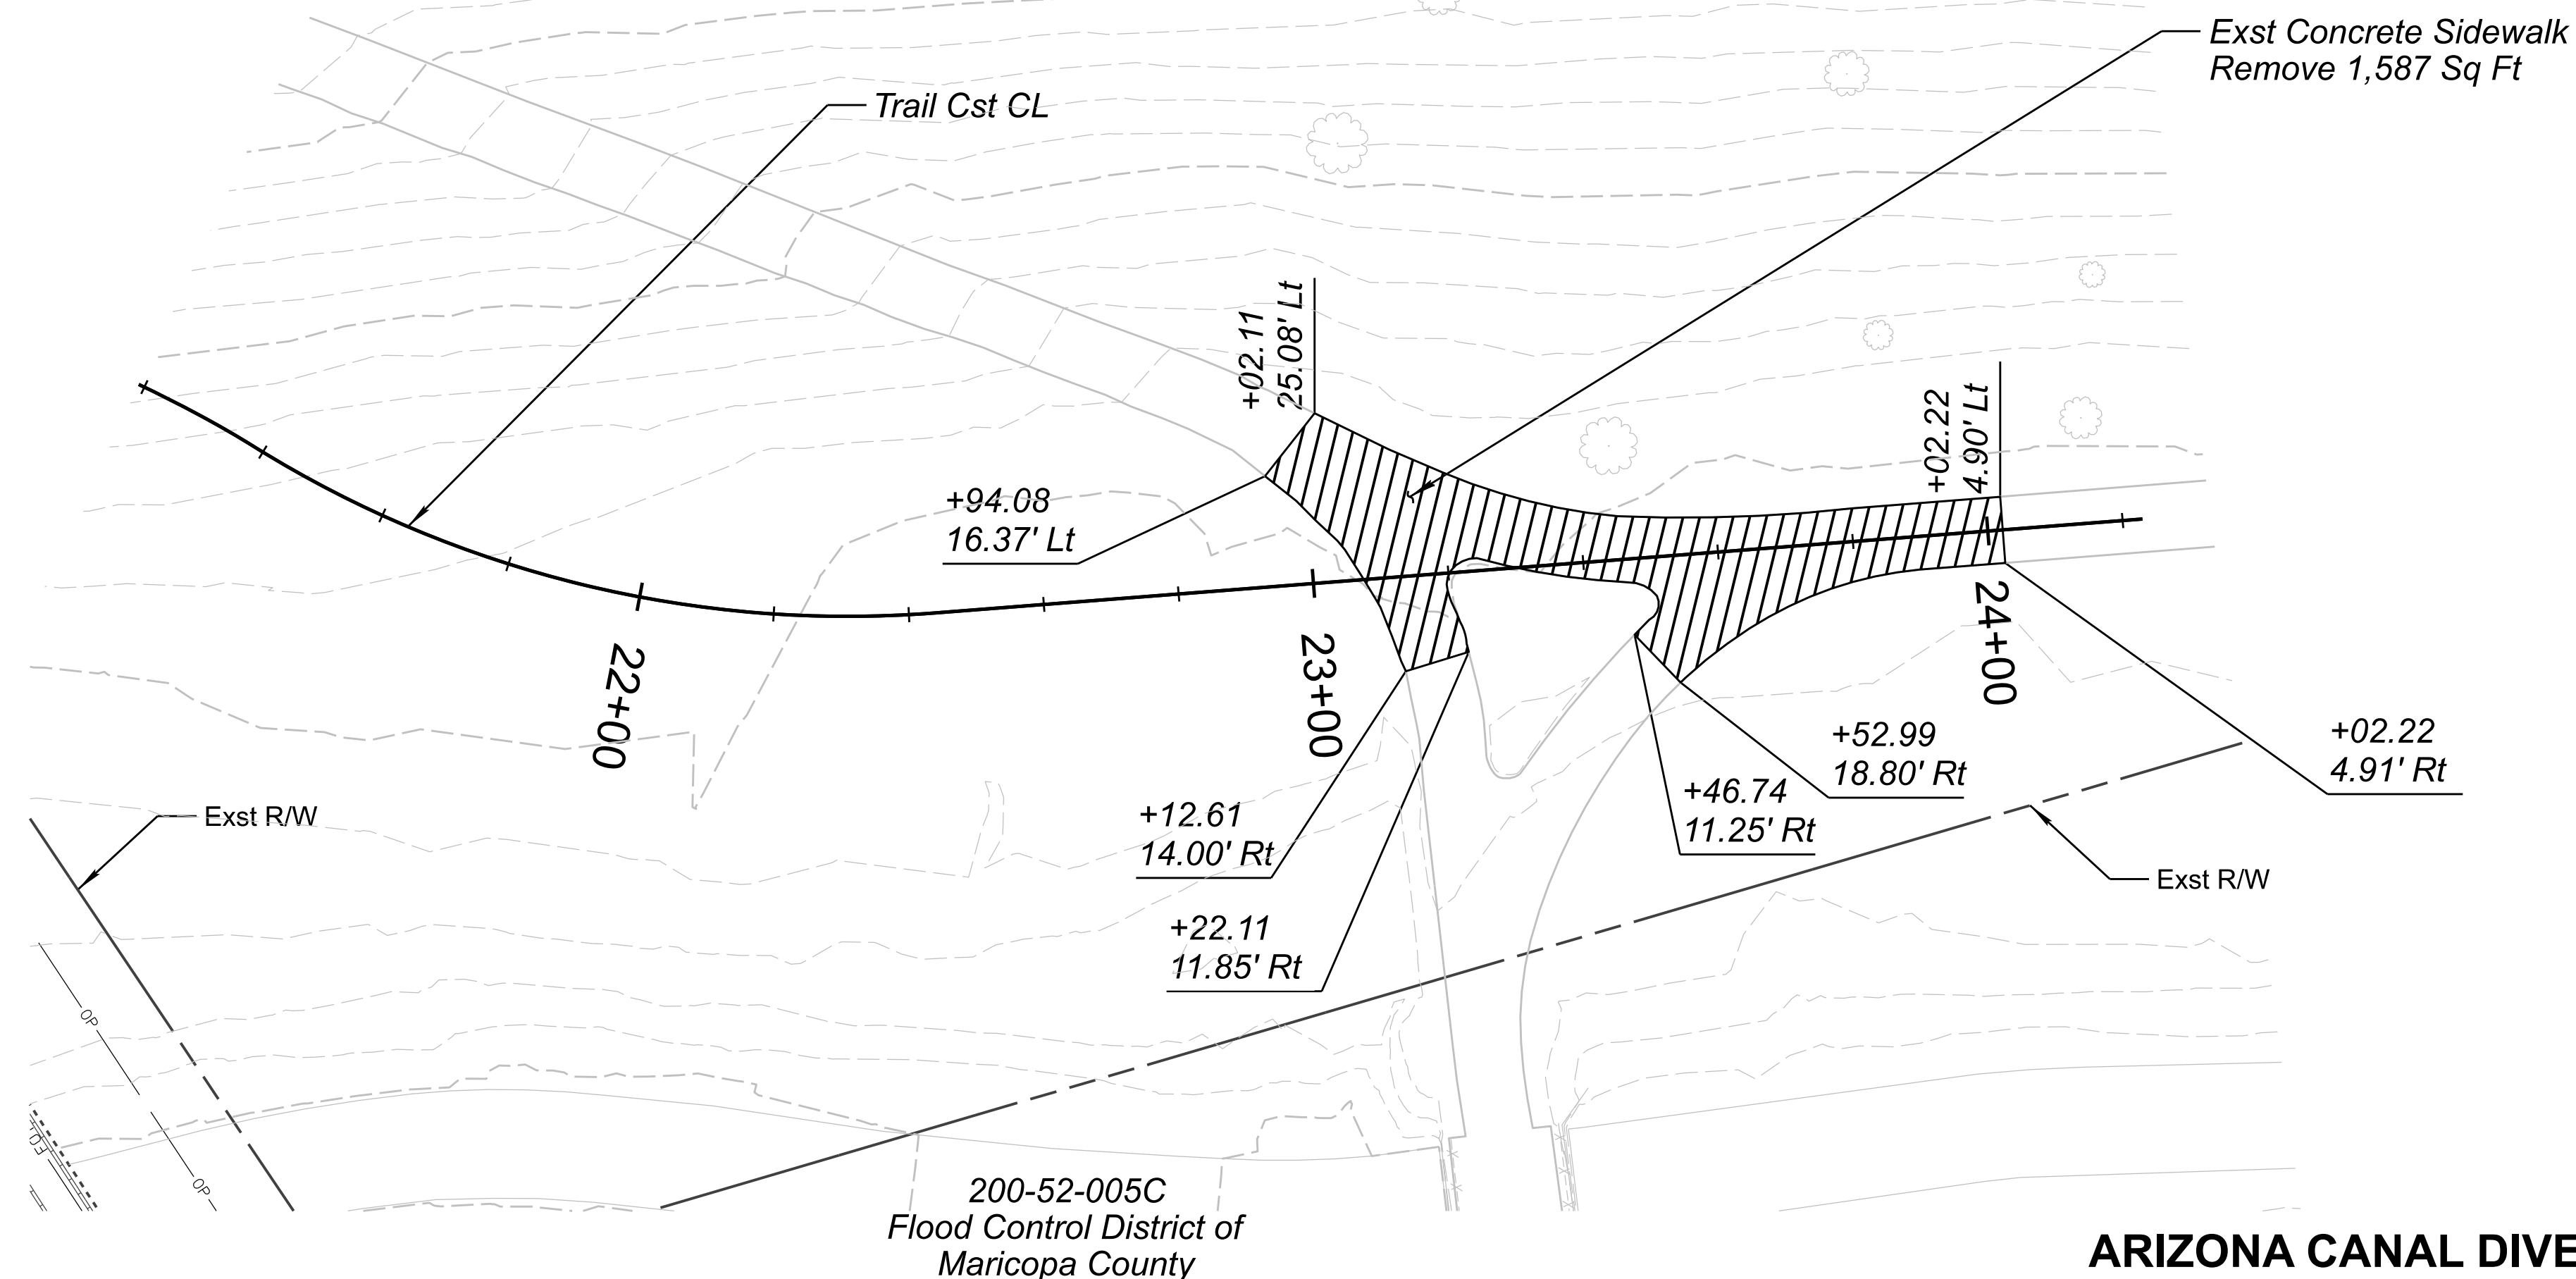 Exst Concrete Sidewalk
Remove 1,587 Sq Ft
Trail Cst CL
+02.11
25.08' Lt
+02.22
4.90' Lt
+94.08
16.37' Lt
22+00
23+00
24+00
+52.99
18.80' Rt
+02.22
4.91' Rt
+46.74
11.25' Rt
+12.61
14.00' Rt
Exst R/W
Exst R/W
+22.11
11.85' Rt
OP
OP
200-52-005C
Flood Control District of
Maricopa County
ARIZONA CANAL DIVE